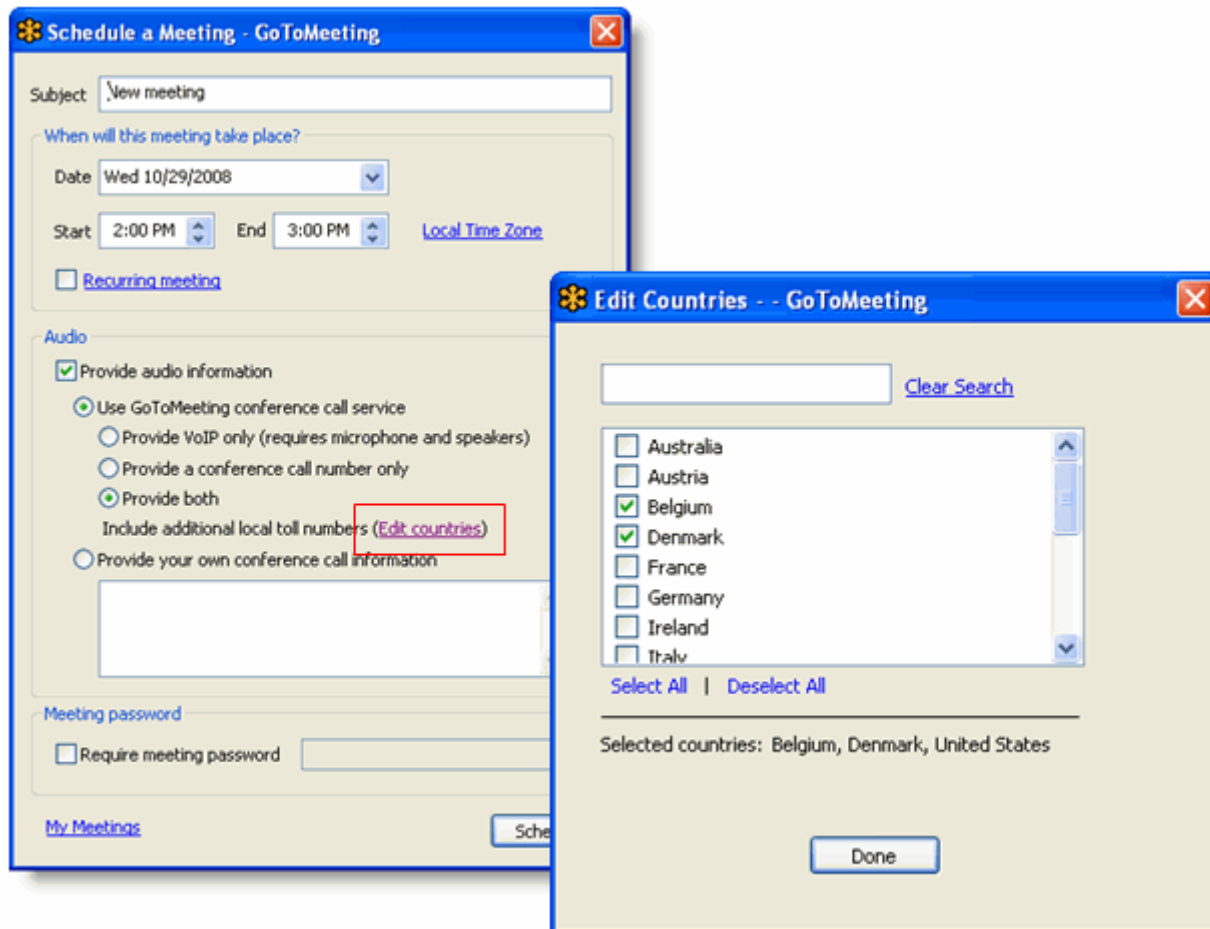 Schedule a Meeting - GoToMeeting
Subject New meeting
When will this meeting take place?
Date Wed 10/29/2008
Start 2:00 PM End 3:00 PM Local Time Zone
Recurring meeting
Audio
Provide audio information
Use GoToMeeting conference call service
Provide VoIP only (requires microphone and speakers)
Provide a conference call number only
Provide both
Include additional local toll numbers (Edit countries)
Provide your own conference call information
Meeting password
Require meeting password
My Meetings
Edit Countries - - GoToMeeting
Clear Search
Australia
Austria
Belgium
Denmark
France
Germany
Ireland
Italy
Select All | Deselect All
Selected countries: Belgium, Denmark, United States
Done